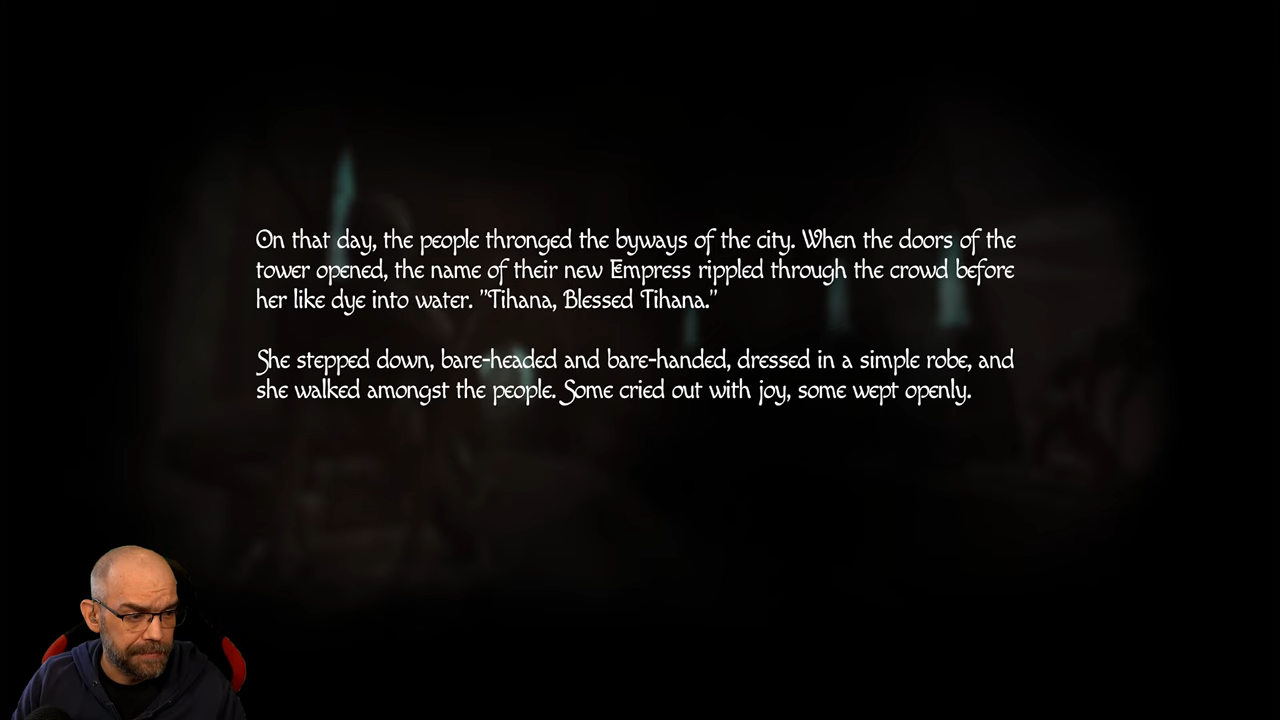 On that day, the people thronged the byways of the city. When the doors of the
tower opened, the name of their new Empress rippled through the crowd before
her like dye into water. "Tihana, Blessed Tihana."
She stepped down, bare-headed and bare-handed, dressed in a simple robe, and
she walked amongst the people. Some cried out with joy, some wept openly.